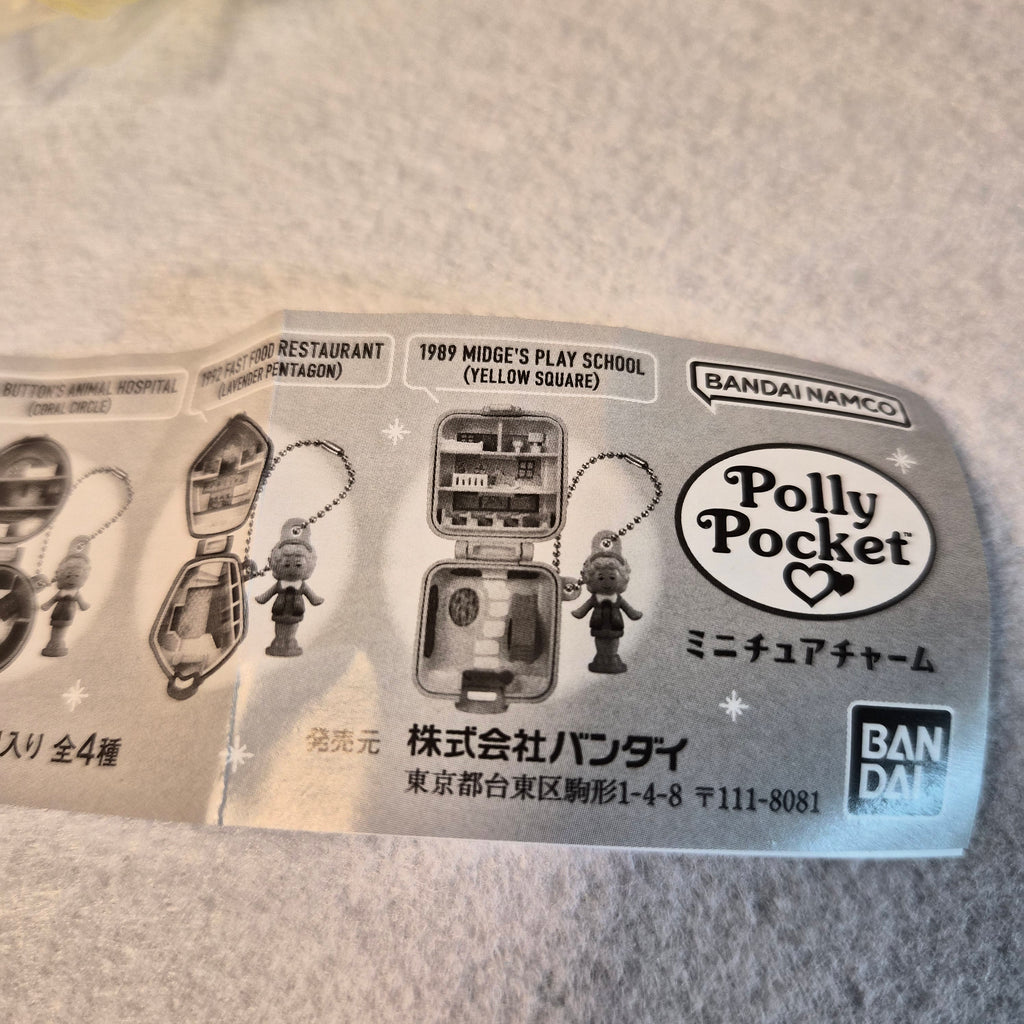 BUTTON'S ANIMAL HOSPITAL
(CORAL CIRCLE)
1992 FAST FOOD RESTAURANT
(LAVENDER PENTAGON)
1989 MIDGE'S PLAY SCHOOL
(YELLOW SQUARE)
BANDAI NAMCO
Polly
Pocket™
ミニチュアチャーム
入り 全4種
発売元 株式会社バンダイ
東京都台東区駒形1-4-8 〒111-8081
BAN
DAI